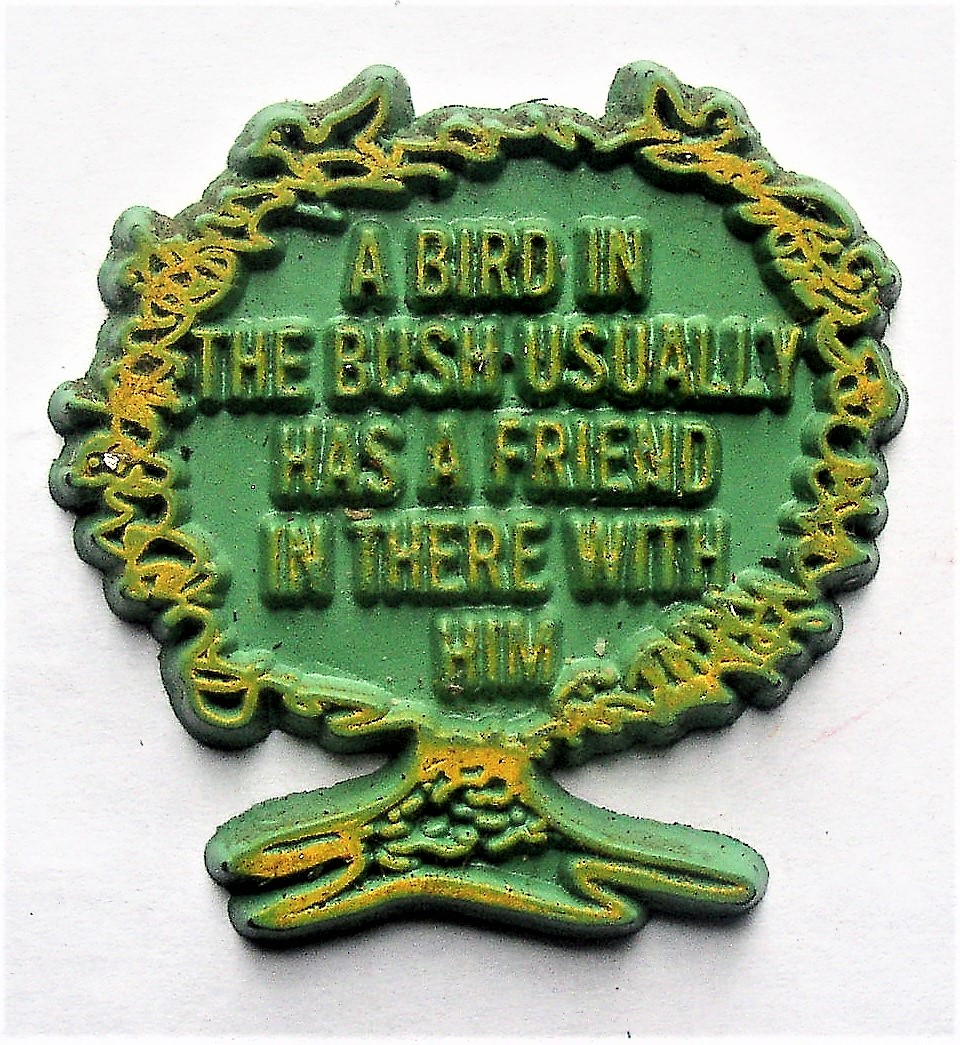 A BIRD IN
THE BUSH USUALLY
HAS A FRIEND
IN THERE WITH
HIM